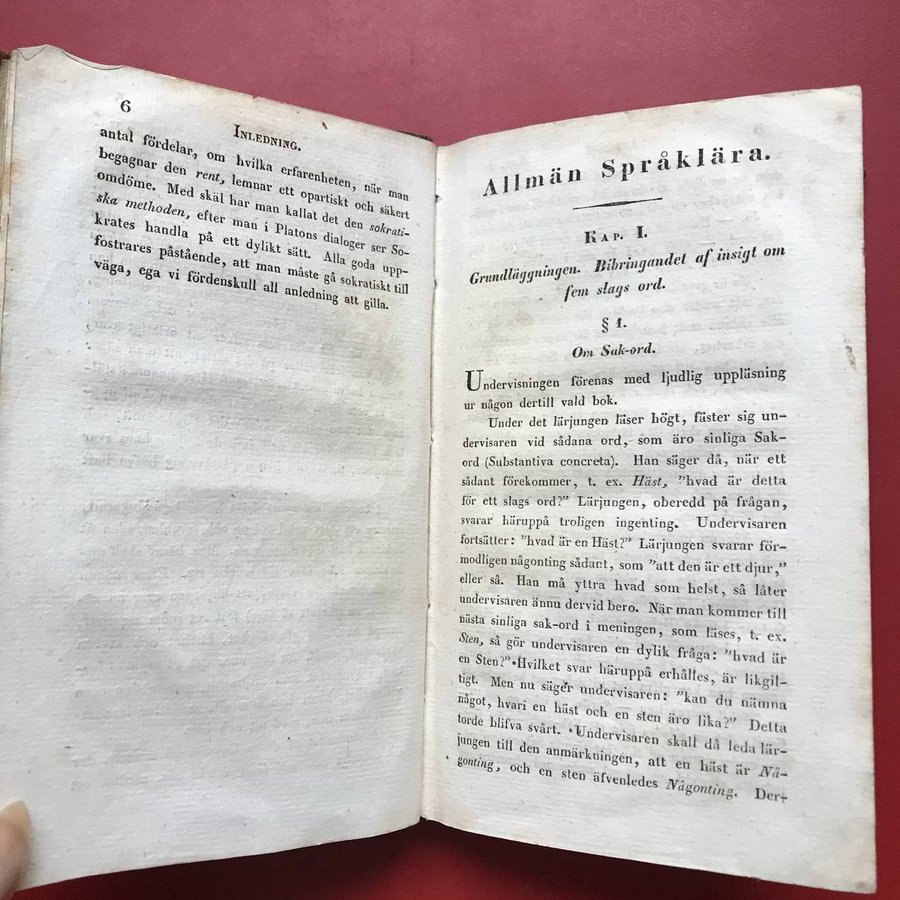 6
INLEDNING.
antal fördelar, om hvilka erfarenheten, när man
begagnar den rent, lemnar ett opartiskt och säkert
omdöme. Med skäl har man kallat det den sokrati-
ska methoden, efter man i Platons dialoger ser So-
krates handla på ett dylikt sätt. Alla goda upp-
fostrares påstående, att man måste gå sokratiskt till
väga, ega vi fördenskull all anledning att gilla.
Allmän Språklära.
KAP. I.
Grundläggningen. Bibringandet af insigt om
fem slags ord.
§ 1.
Om Sak-ord.
Undervisningen förenas med ljudlig uppläsning
ur någon dertill vald bok.
Under det lärjungen läser högt, fäster sig un-
dervisaren vid sådana ord, som äro sinliga Sak-
ord (Substantiva concreta). Han säger då, när ett
sådant förekommer, t. ex. Häst, ”hvad är detta
för ett slags ord?” Lärjungen, oberedd på frågan,
svarar häruppå troligen ingenting. Undervisaren
fortsätter: ”hvad är en Häst?” Lärjungen svarar för-
modligen någonting sådant, som ”att den är ett djur,”
eller så. Han må yttra hvad som helst, så låter
undervisaren ännu dervid bero. När man kommer till
nästa sinliga sak-ord i meningen, som läses, t. ex.
Sten, så gör undervisaren en dylik fråga: ”hvad är
en Sten?” Hvilket svar häruppå erhålles, är likgil-
tigt. Men nu säger undervisaren: ”kan du nämna
något, hvari en häst och en sten äro lika?” Detta
torde blifva svårt. Undervisaren skall då leda lär-
jungen till den anmärkningen, att en häst är Nå-
gonting, och en sten äfvenledes Någonting. Der-